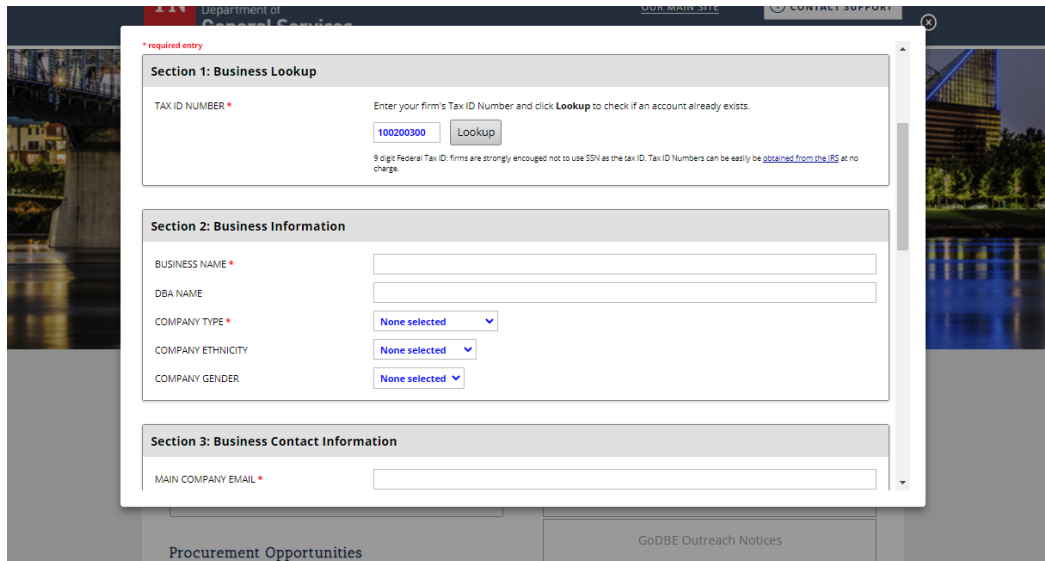 TN Department of
General Services
OUR MAIN SITE
CONTACT SUPPORT
* required entry
Section 1: Business Lookup
TAX ID NUMBER *
Enter your firm's Tax ID Number and click Lookup to check if an account already exists.
100200300
Lookup
9 digit Federal Tax ID; firms are strongly encouged not to use SSN as the tax ID. Tax ID Numbers can be easily be obtained from the IRS at no
charge.
Section 2: Business Information
BUSINESS NAME *
DBA NAME
COMPANY TYPE *
None selected
COMPANY ETHNICITY
None selected
COMPANY GENDER
None selected
Section 3: Business Contact Information
MAIN COMPANY EMAIL *
GoDBE Outreach Notices
Procurement Opportunities